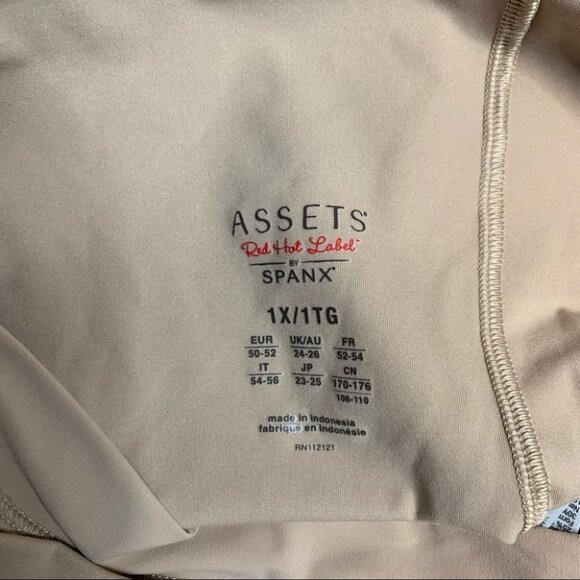 ASSETS®
Red Hot Label™
BY
SPANX®
1X/1TG
EUR UK/AU FR
50-52 24-26 52-54
IT JP CN
54-56 23-25 170-176
106-110
made in Indonesia
fabriqué en Indonésie
RN112121